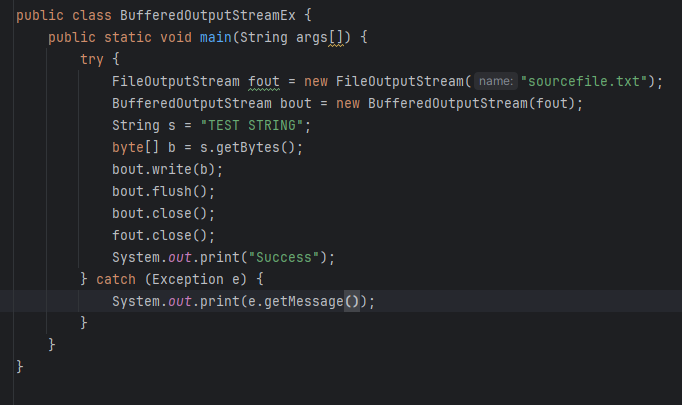 public class BufferedOutputStreamEx {
    public static void main(String args[]) {
        try {
            FileOutputStream fout = new FileOutputStream( name: "sourcefile.txt");
            BufferedOutputStream bout = new BufferedOutputStream(fout);
            String s = "TEST STRING";
            byte[] b = s.getBytes();
            bout.write(b);
            bout.flush();
            bout.close();
            fout.close();
            System.out.print("Success");
        } catch (Exception e) {
            System.out.print(e.getMessage());
        }
    }
}